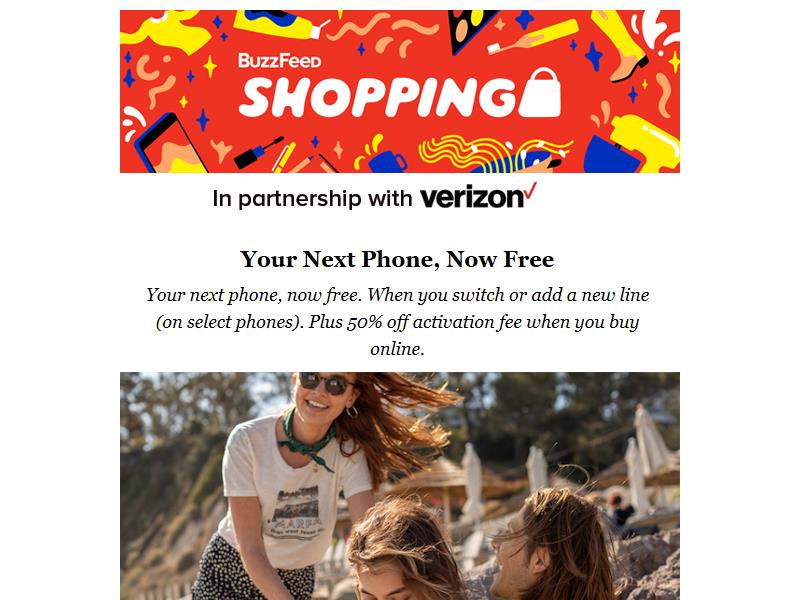 BuzzFeed
SHOPPING
In partnership with verizon
Your Next Phone, Now Free
Your next phone, now free. When you switch or add a new line
(on select phones). Plus 50% off activation fee when you buy
online.
MARFA